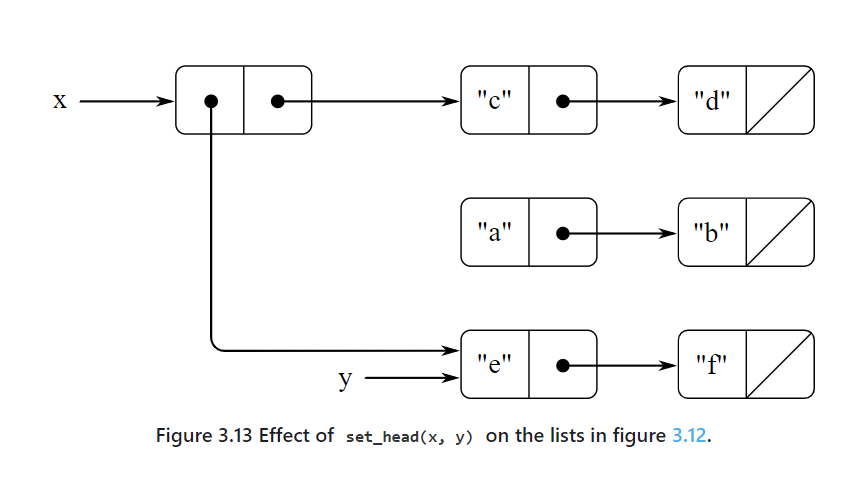 x "c" "d"
"a" "b"
"e" "f"
y
Figure 3.13 Effect of set_head(x, y) on the lists in figure 3.12.